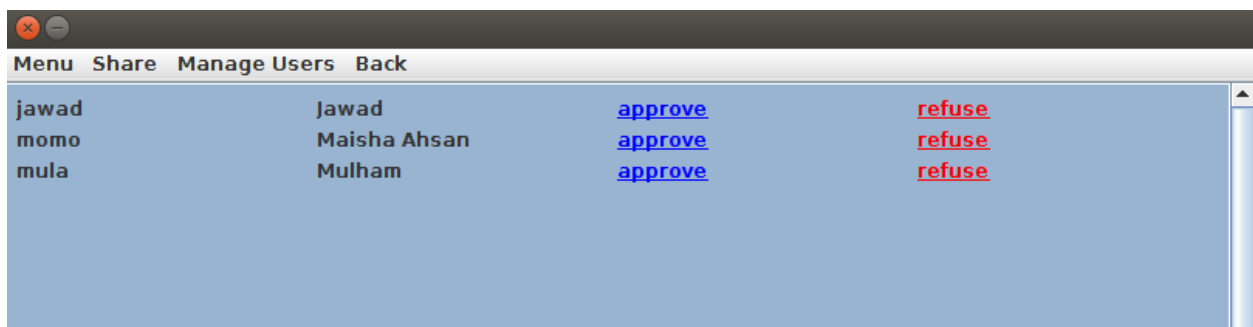 Menu Share Manage Users Back
jawad Jawad approve refuse
momo Maisha Ahsan approve refuse
mula Mulham approve refuse